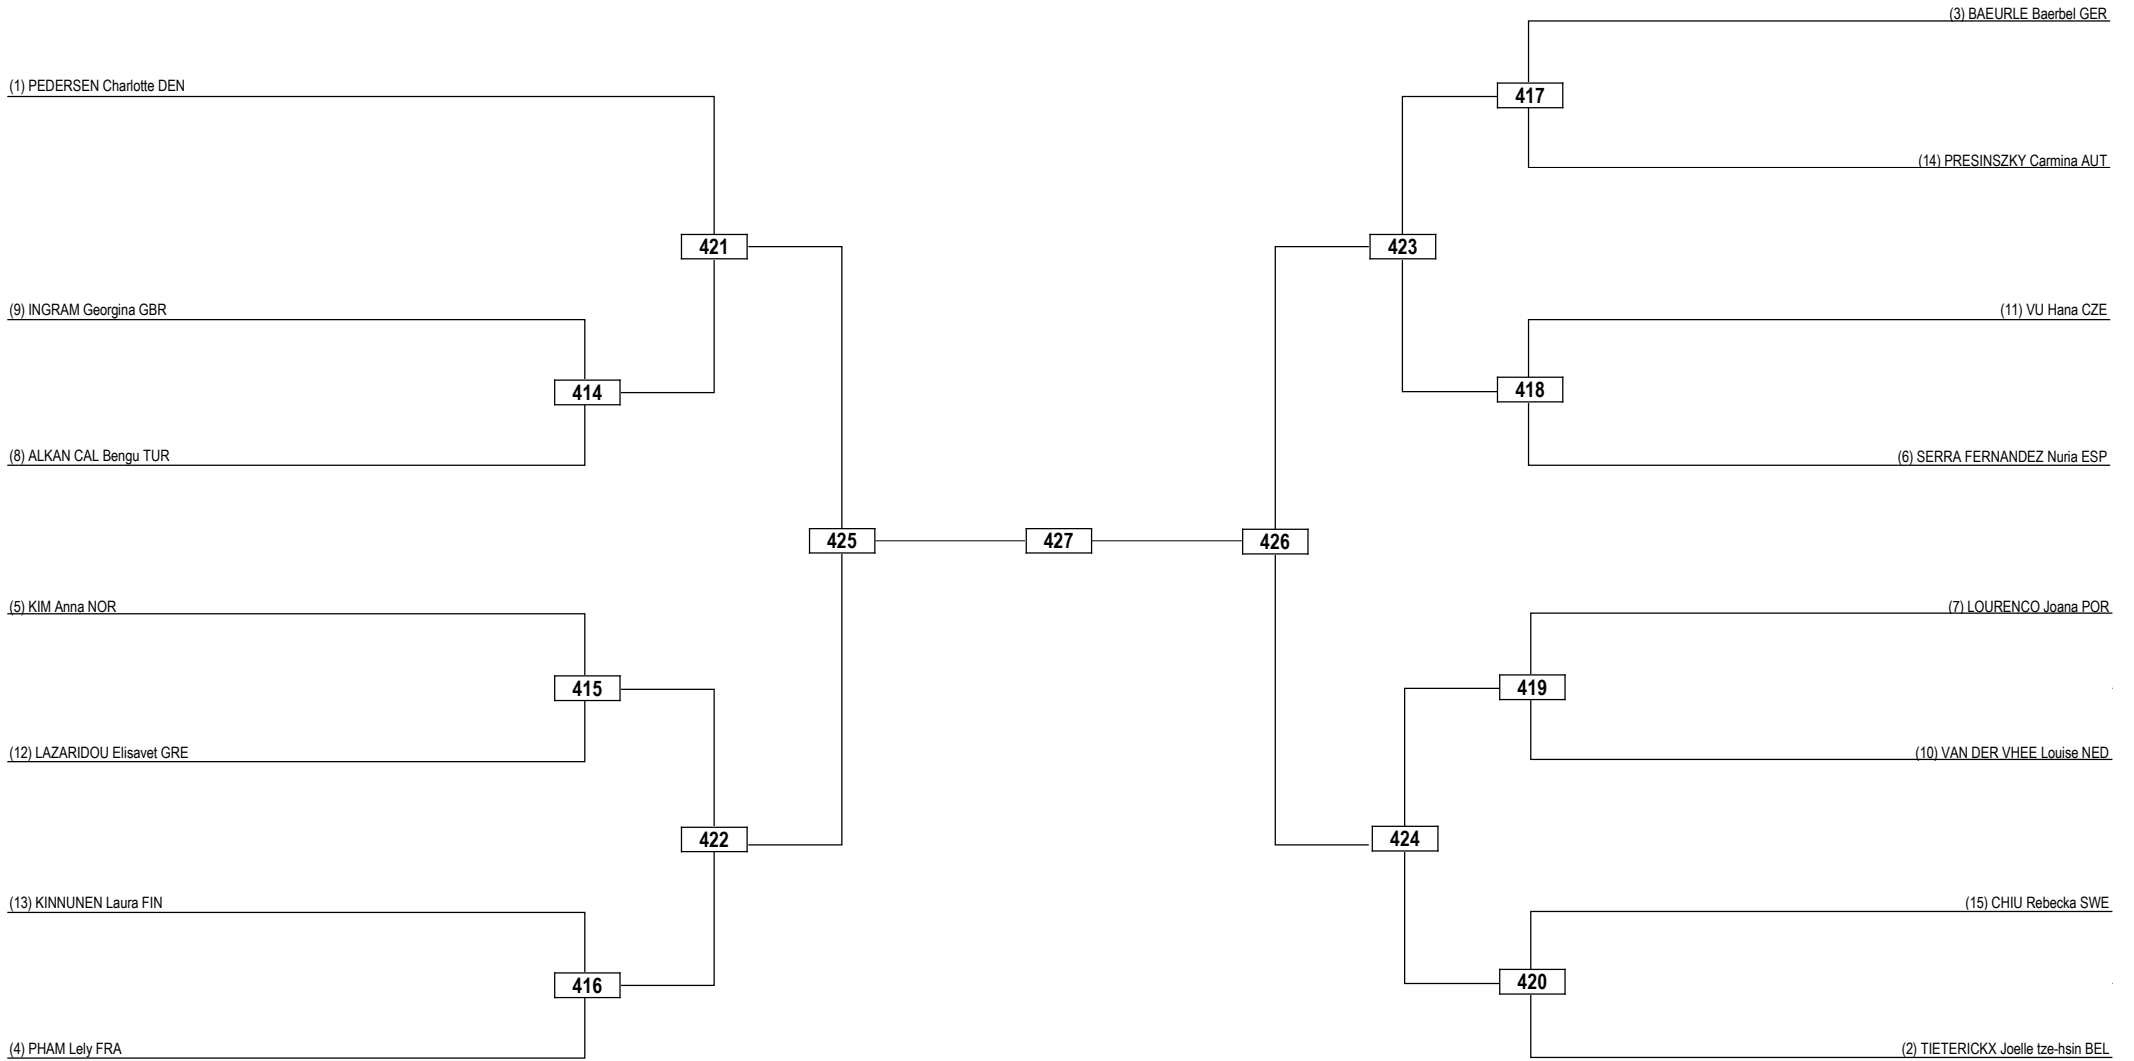 (3) BAEURLE Baerbel GER
(1) PEDERSEN Charlotte DEN
417
(14) PRESINSZKY Carmina AUT
421
423
(9) INGRAM Georgina GBR
(11) VU Hana CZE
414
418
(8) ALKAN CAL Bengu TUR
(6) SERRA FERNANDEZ Nuria ESP
425
427
426
(5) KIM Anna NOR
(7) LOURENCO Joana POR
415
419
(12) LAZARIDOU Elisavet GRE
(10) VAN DER VHEE Louise NED
422
424
(13) KINNUNEN Laura FIN
(15) CHIU Rebecka SWE
416
420
(4) PHAM Lely FRA
(2) TIETERICKX Joelle tze-hsin BEL